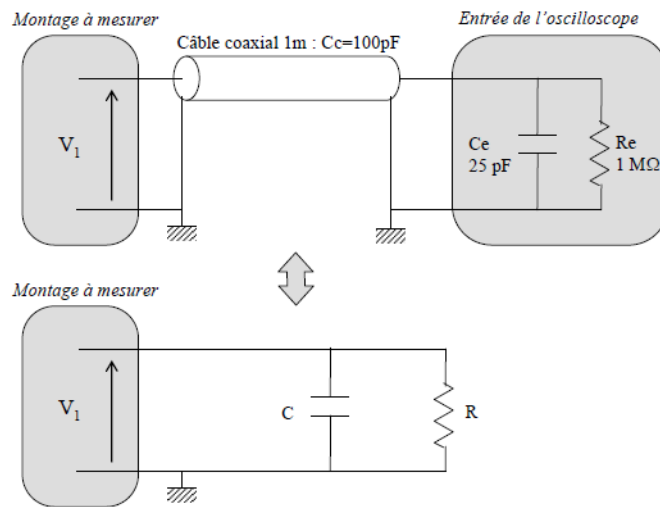 Montage à mesurer
Entrée de l'oscilloscope
Câble coaxial 1m : Cc=100pF
V1
Ce
25 pF
Re
1 MΩ
Montage à mesurer
V1
C
R